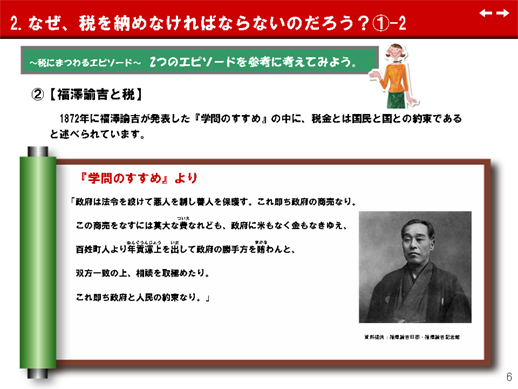 2.なぜ、税を納めなければならないのだろう？①-2
～税にまつわるエピソード～ 2つのエピソードを参考に考えてみよう。
②【福澤諭吉と税】
1872年に福澤諭吉が発表した『学問のすすめ』の中に、税金とは国民と国との約束である
と述べられています。
『学問のすすめ』より
「政府は法令を設けて悪人を制し善人を保護す。これ即ち政府の商売なり。
この商売をなすには莫大な費なれども、政府に米もなく金もなきゆえ、
百姓町人より年貢運上を出して政府の勝手方を賄わんと、
双方一致の上、相談を取極めたり。
これ即ち政府と人民の約束なり。」
資料提供：福澤諭吉旧邸・福澤諭吉記念館
6